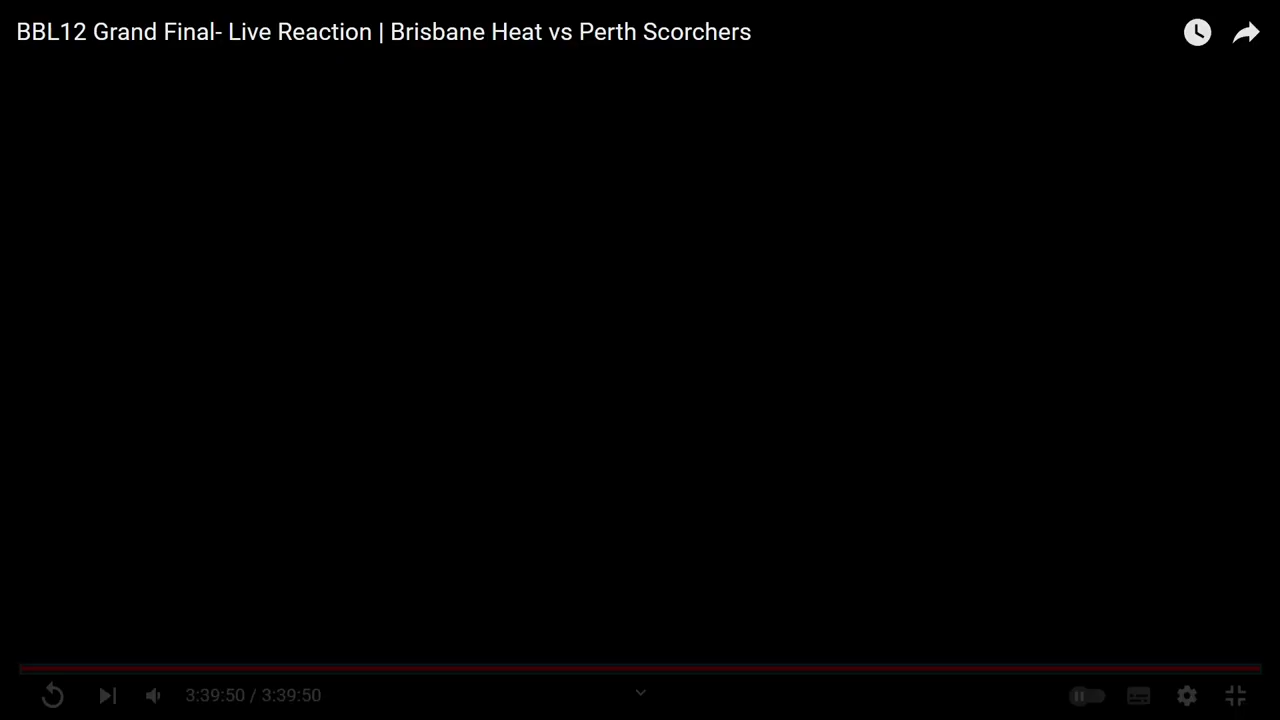 BBL12 Grand Final- Live Reaction | Brisbane Heat vs Perth Scorchers
3:39:50 / 3:39:50